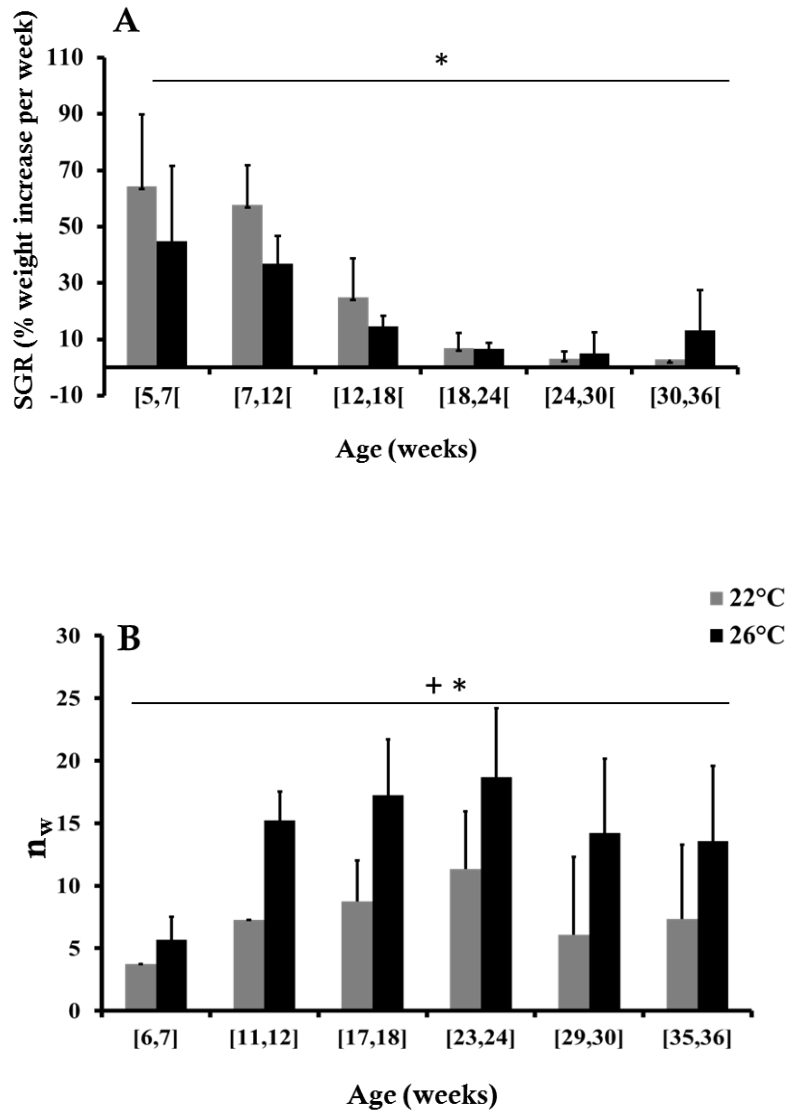 A
*
SGR (% weight increase per week)
110
90
70
50
30
10
-10
[5,7[ [7,12[ [12,18[ [18,24[ [24,30[ [30,36[
Age (weeks)
22°C
26°C
B
+ *
n_w
30
25
20
15
10
5
0
[6,7] [11,12] [17,18] [23,24] [29,30] [35,36]
Age (weeks)